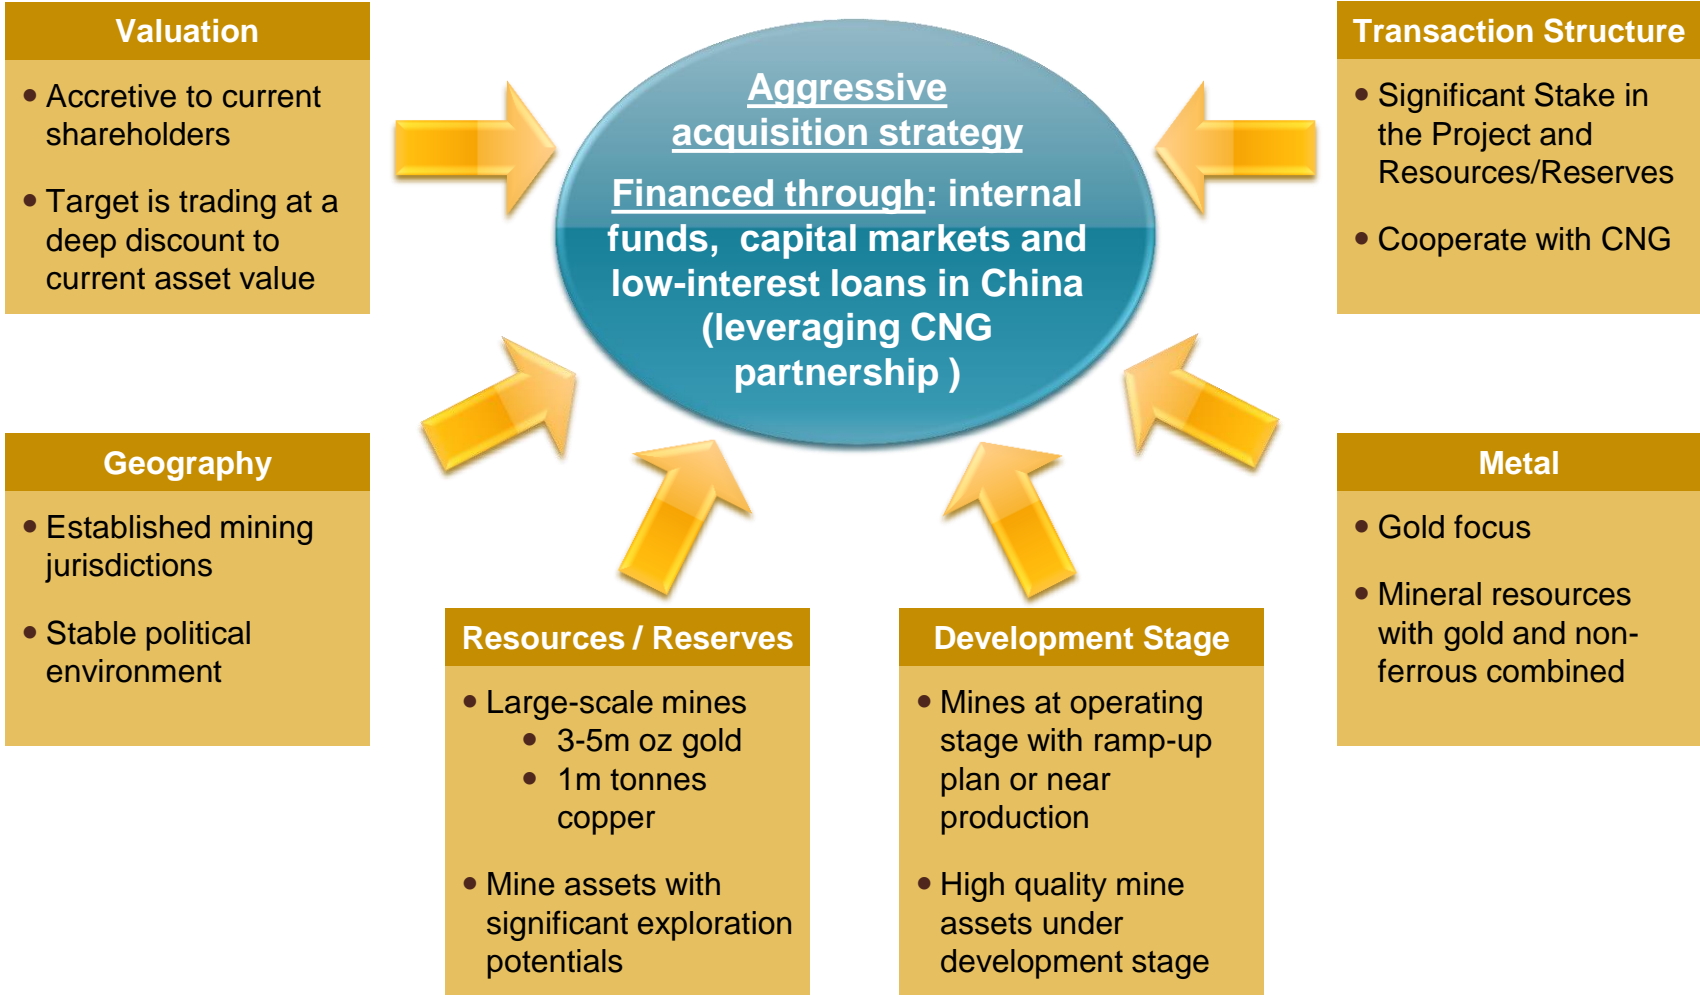 Valuation
• Accretive to current
shareholders
• Target is trading at a
deep discount to
current asset value
Aggressive
acquisition strategy
Financed through: internal
funds,  capital markets and
low-interest loans in China
(leveraging CNG
partnership )
Transaction Structure
• Significant Stake in
the Project and
Resources/Reserves
• Cooperate with CNG
Geography
• Established mining
jurisdictions
• Stable political
environment
Resources / Reserves
• Large-scale mines
• 3-5m oz gold
• 1m tonnes
copper
• Mine assets with
significant exploration
potentials
Development Stage
• Mines at operating
stage with ramp-up
plan or near
production
• High quality mine
assets under
development stage
Metal
• Gold focus
• Mineral resources
with gold and non-
ferrous combined